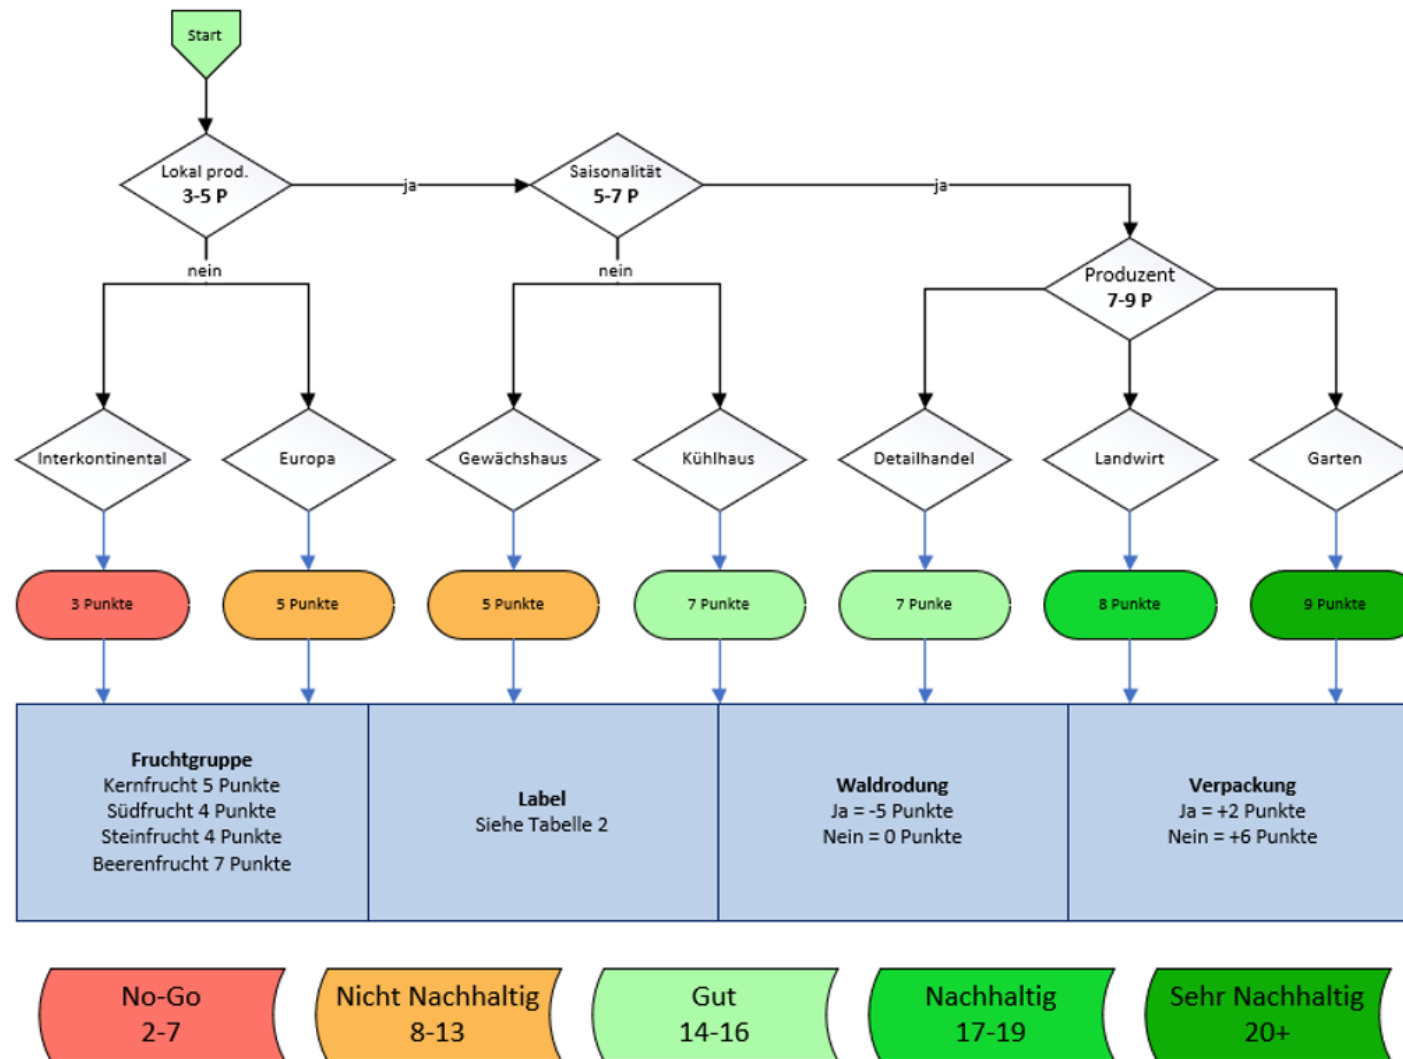 Start
Lokal prod.
3-5 P
ja
Saisonalität
5-7 P
ja
nein
nein
Produzent
7-9 P
Interkontinental
Europa
Gewächshaus
Kühlhaus
Detailhandel
Landwirt
Garten
3 Punkte
5 Punkte
5 Punkte
7 Punkte
7 Punke
8 Punkte
9 Punkte
Fruchtgruppe
Kernfrucht 5 Punkte
Südfrucht 4 Punkte
Steinfrucht 4 Punkte
Beerenfrucht 7 Punkte
Label
Siehe Tabelle 2
Waldrodung
Ja = -5 Punkte
Nein = 0 Punkte
Verpackung
Ja = +2 Punkte
Nein = +6 Punkte
No-Go
2-7
Nicht Nachhaltig
8-13
Gut
14-16
Nachhaltig
17-19
Sehr Nachhaltig
20+